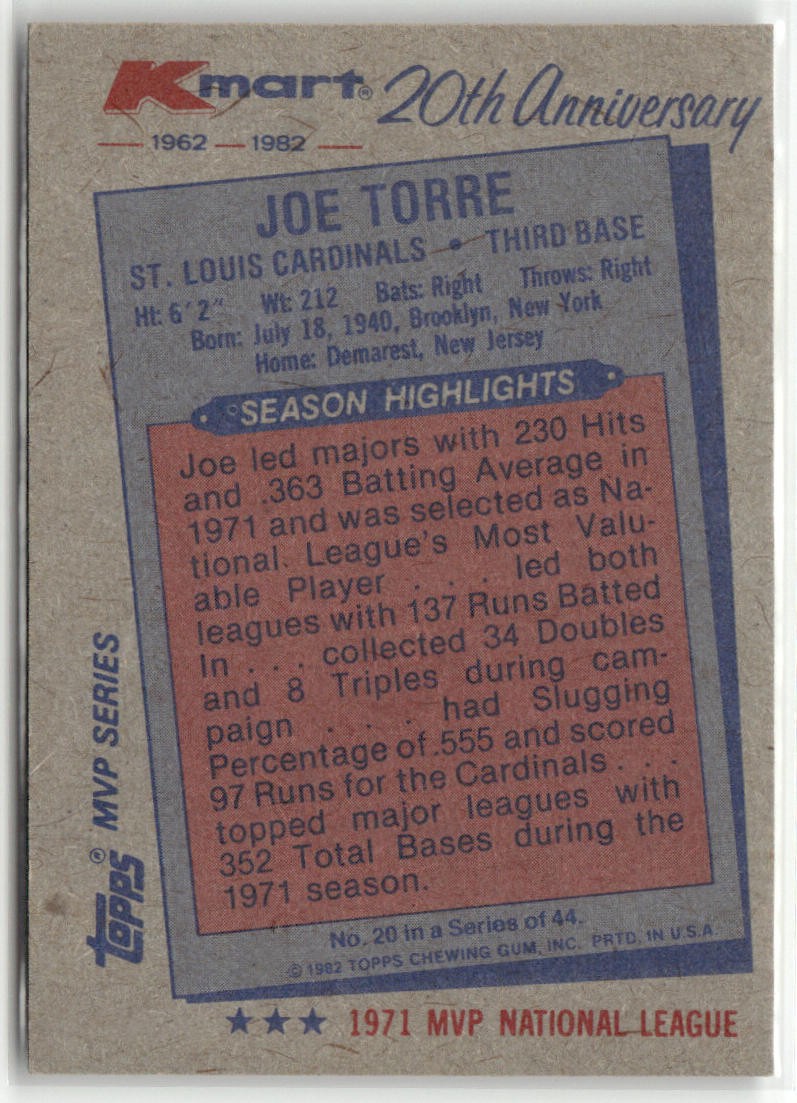 Kmart® 20th Anniversary
1962 — 1982
JOE TORRE
ST. LOUIS CARDINALS • THIRD BASE
Ht: 6'2" Wt: 212 Bats: Right Throws: Right
Born: July 18, 1940, Brooklyn, New York
Home: Demarest, New Jersey
SEASON HIGHLIGHTS
Joe led majors with 230 Hits
and .363 Batting Average in
1971 and was selected as Na-
tional League's Most Valu-
able Player . . . led both
leagues with 137 Runs Batted
In . . . collected 34 Doubles
and 8 Triples during cam-
paign . . . had Slugging
Percentage of .555 and scored
97 Runs for the Cardinals . . .
topped major leagues with
352 Total Bases during the
1971 season.
No. 20 in a Series of 44.
© 1982 TOPPS CHEWING GUM, INC. PRTD. IN U.S.A.
TOPPS® MVP SERIES
★★★ 1971 MVP NATIONAL LEAGUE